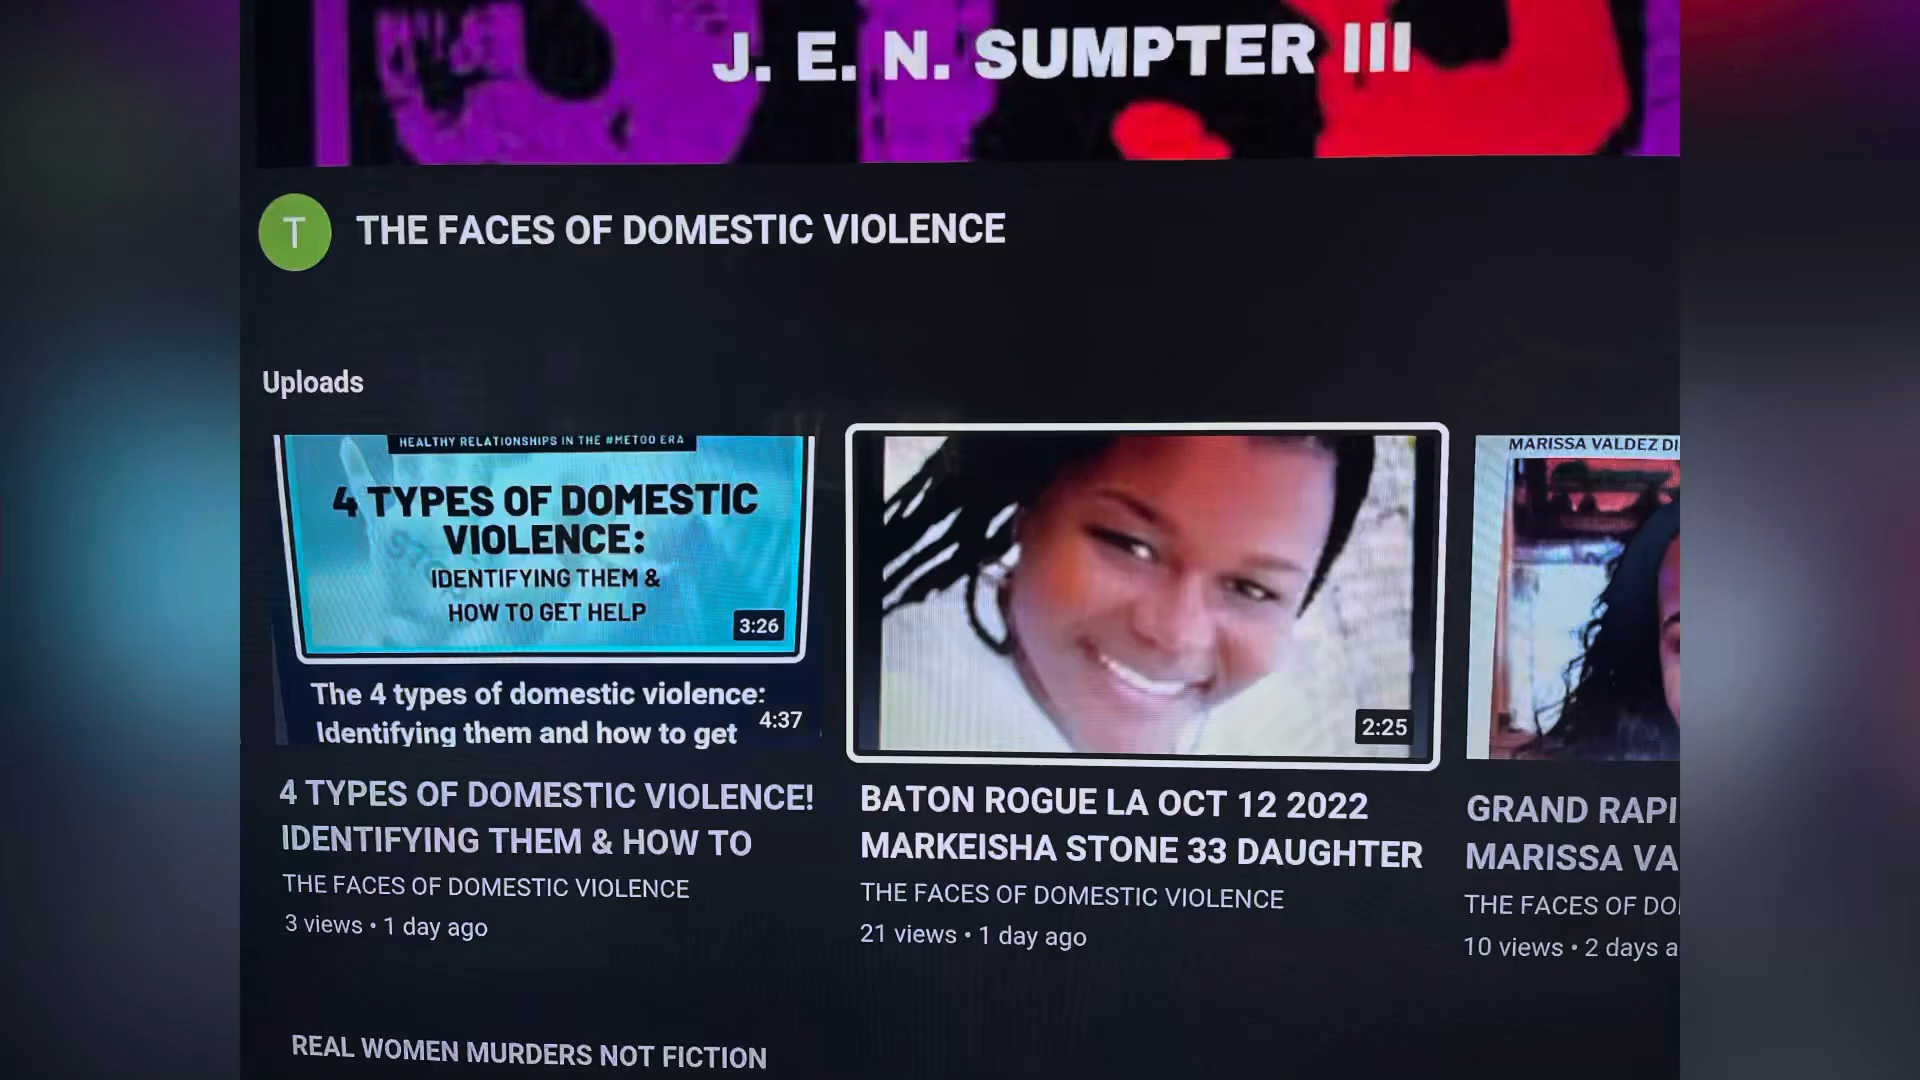 J. E. N. SUMPTER III
T
THE FACES OF DOMESTIC VIOLENCE
Uploads
HEALTHY RELATIONSHIPS IN THE #METOO ERA
4 TYPES OF DOMESTIC
VIOLENCE:
IDENTIFYING THEM &
HOW TO GET HELP
3:26
The 4 types of domestic violence:
Identifying them and how to get
4:37
4 TYPES OF DOMESTIC VIOLENCE!
IDENTIFYING THEM & HOW TO
THE FACES OF DOMESTIC VIOLENCE
3 views • 1 day ago
2:25
BATON ROGUE LA OCT 12 2022
MARKEISHA STONE 33 DAUGHTER
THE FACES OF DOMESTIC VIOLENCE
21 views • 1 day ago
MARISSA VALDEZ DI
GRAND RAPI
MARISSA VA
THE FACES OF DO
10 views • 2 days a
REAL WOMEN MURDERS NOT FICTION